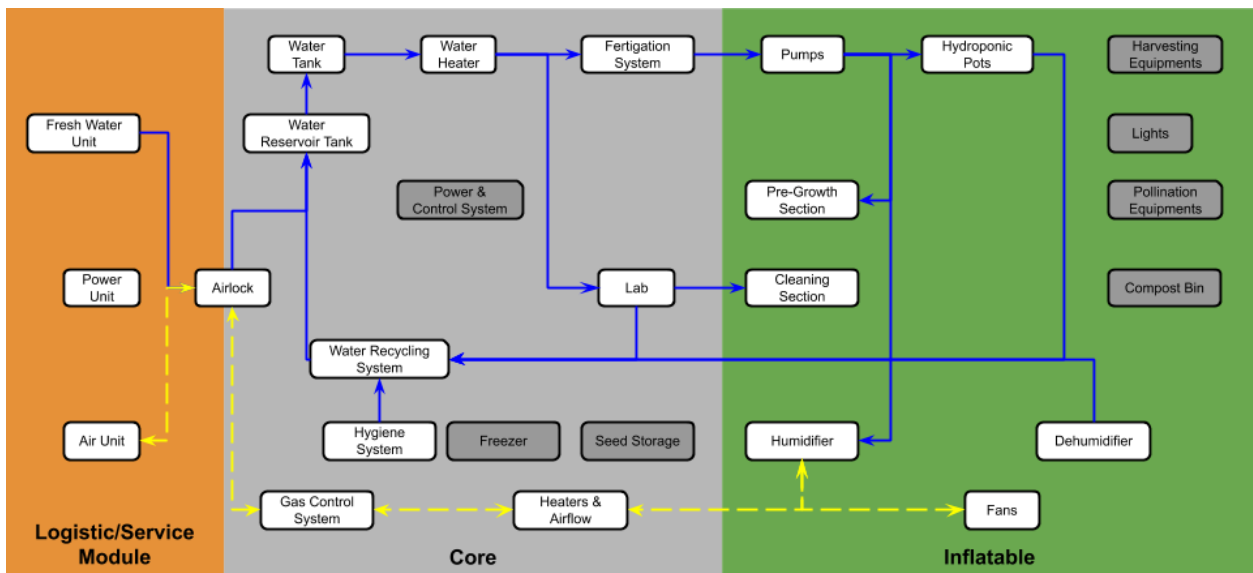 Water
Tank
Water
Heater
Fertigation
System
Pumps
Hydroponic
Pots
Harvesting
Equipments
Fresh Water
Unit
Water
Reservoir Tank
Lights
Power &
Control System
Pre-Growth
Section
Pollination
Equipments
Power
Unit
Airlock
Lab
Cleaning
Section
Compost Bin
Water Recycling
System
Air Unit
Hygiene
System
Freezer
Seed Storage
Humidifier
Dehumidifier
Gas Control
System
Heaters &
Airflow
Fans
Logistic/Service
Module
Core
Inflatable